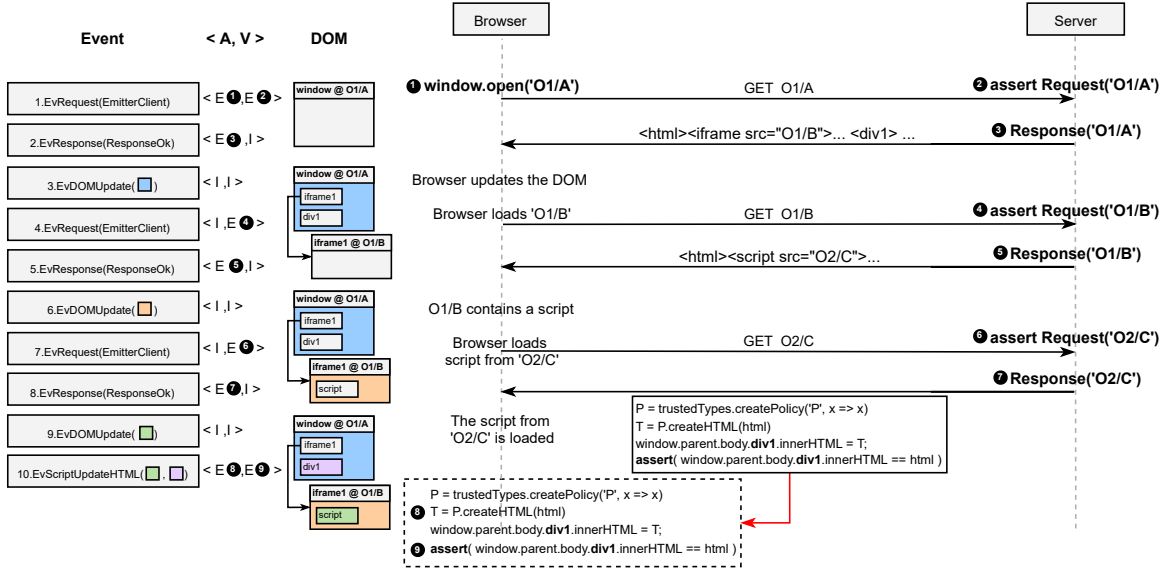 Browser
Server
Event
< A, V >
DOM
1.EvRequest(EmitterClient)
< E❶,E❷ >
window @ O1/A
❶ window.open('O1/A')
GET O1/A
❷ assert Request('O1/A')
2.EvResponse(ResponseOk)
< E❸,I >
<html><iframe src="O1/B">... <div1> ...
❸ Response('O1/A')
3.EvDOMUpdate( )
< I ,I >
window @ O1/A
iframe1
div1
Browser updates the DOM
4.EvRequest(EmitterClient)
< I,E❹ >
iframe1 @ O1/B
Browser loads 'O1/B'
GET O1/B
❹ assert Request('O1/B')
5.EvResponse(ResponseOk)
< E❺,I >
<html><script src="O2/C">...
❺ Response('O1/B')
6.EvDOMUpdate( )
< I ,I >
window @ O1/A
iframe1
div1
O1/B contains a script
7.EvRequest(EmitterClient)
< I,E❻ >
iframe1 @ O1/B
script
Browser loads
script from 'O2/C'
GET O2/C
❻ assert Request('O2/C')
8.EvResponse(ResponseOk)
< E❼,I >
❼ Response('O2/C')
9.EvDOMUpdate( )
< I,I >
window @ O1/A
iframe1
div1
The script from
'O2/C' is loaded
P = trustedTypes.createPolicy('P', x => x)
T = P.createHTML(html)
window.parent.body.div1.innerHTML = T;
assert( window.parent.body.div1.innerHTML == html )
10.EvScriptUpdateHTML( , )
< E❽,E❾ >
iframe1 @ O1/B
script
P = trustedTypes.createPolicy('P', x => x)
❽ T = P.createHTML(html)
window.parent.body.div1.innerHTML = T;
❾ assert( window.parent.body.div1.innerHTML == html )